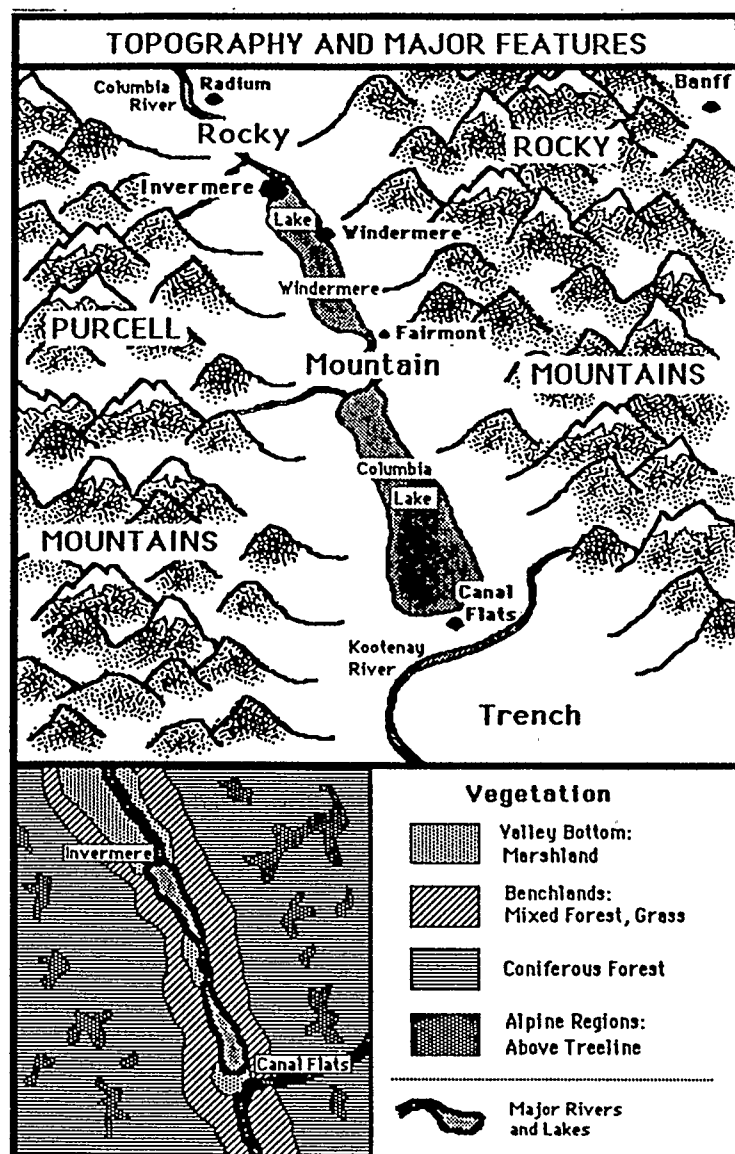 TOPOGRAPHY AND MAJOR FEATURES
Columbia
River
Radium
Banff
Rocky
ROCKY
Invermere
Lake
Windermere
Windermere
PURCELL
Fairmont
Mountain
MOUNTAINS
Columbia
Lake
MOUNTAINS
Canal
Flats
Kootenay
River
Trench
Invermere
Canal Flats
Vegetation
Valley Bottom:
Marshland
Benchlands:
Mixed Forest, Grass
Coniferous Forest
Alpine Regions:
Above Treeline
Major Rivers
and Lakes